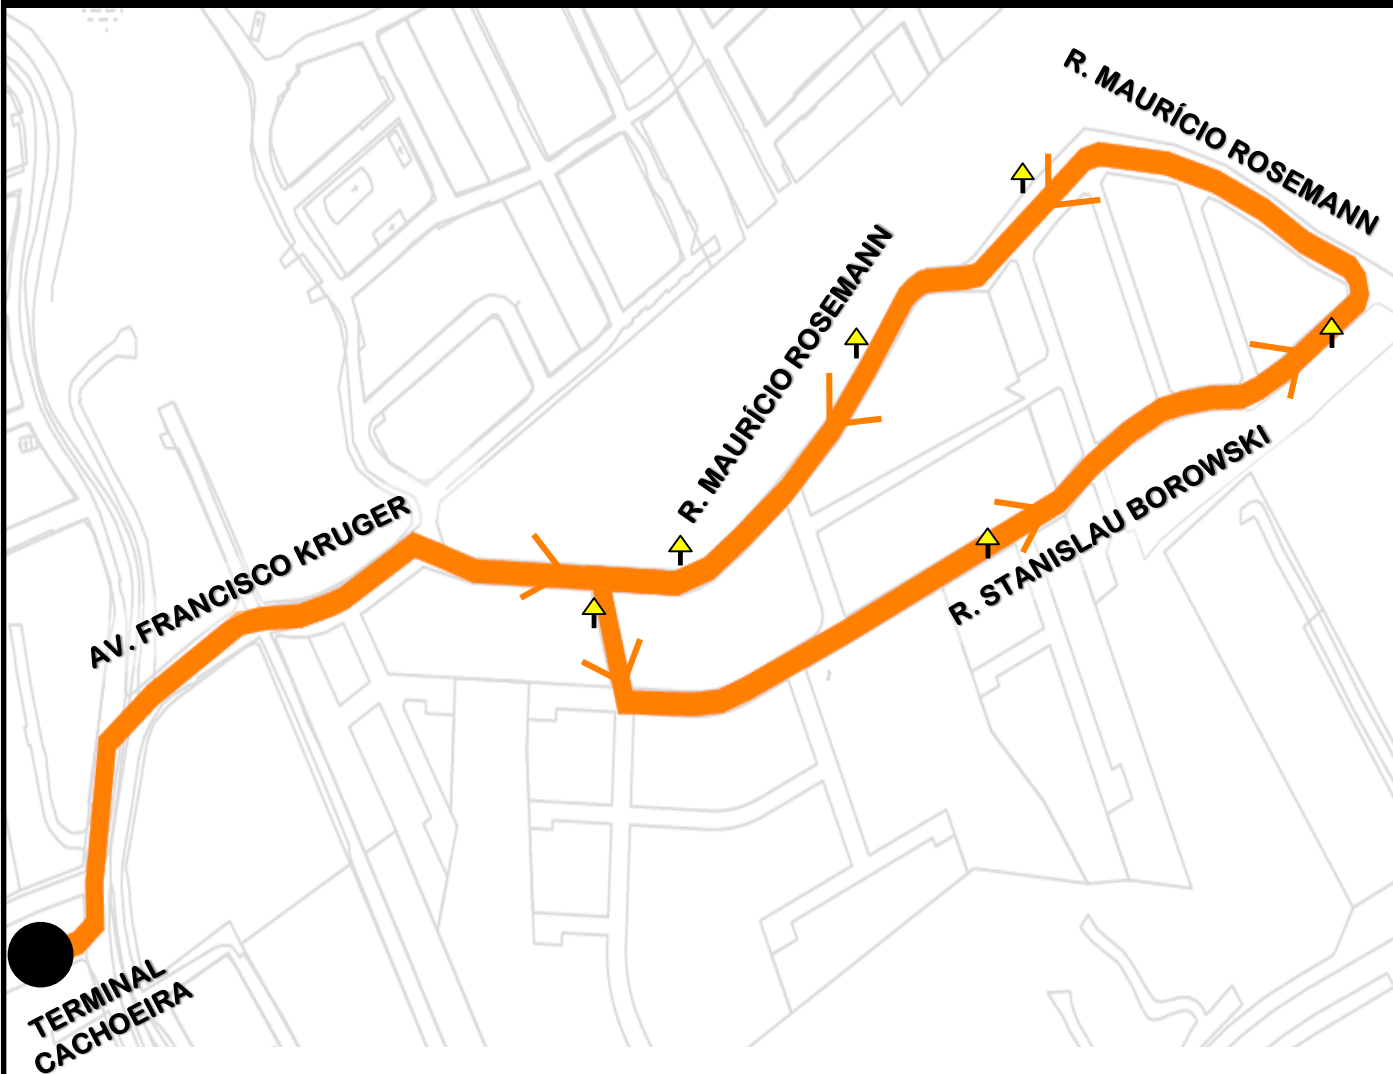 R. MAURÍCIO ROSEMANN
R. MAURÍCIO ROSEMANN
AV. FRANCISCO KRUGER
R. STANISLAU BOROWSKI
TERMINAL
CACHOEIRA